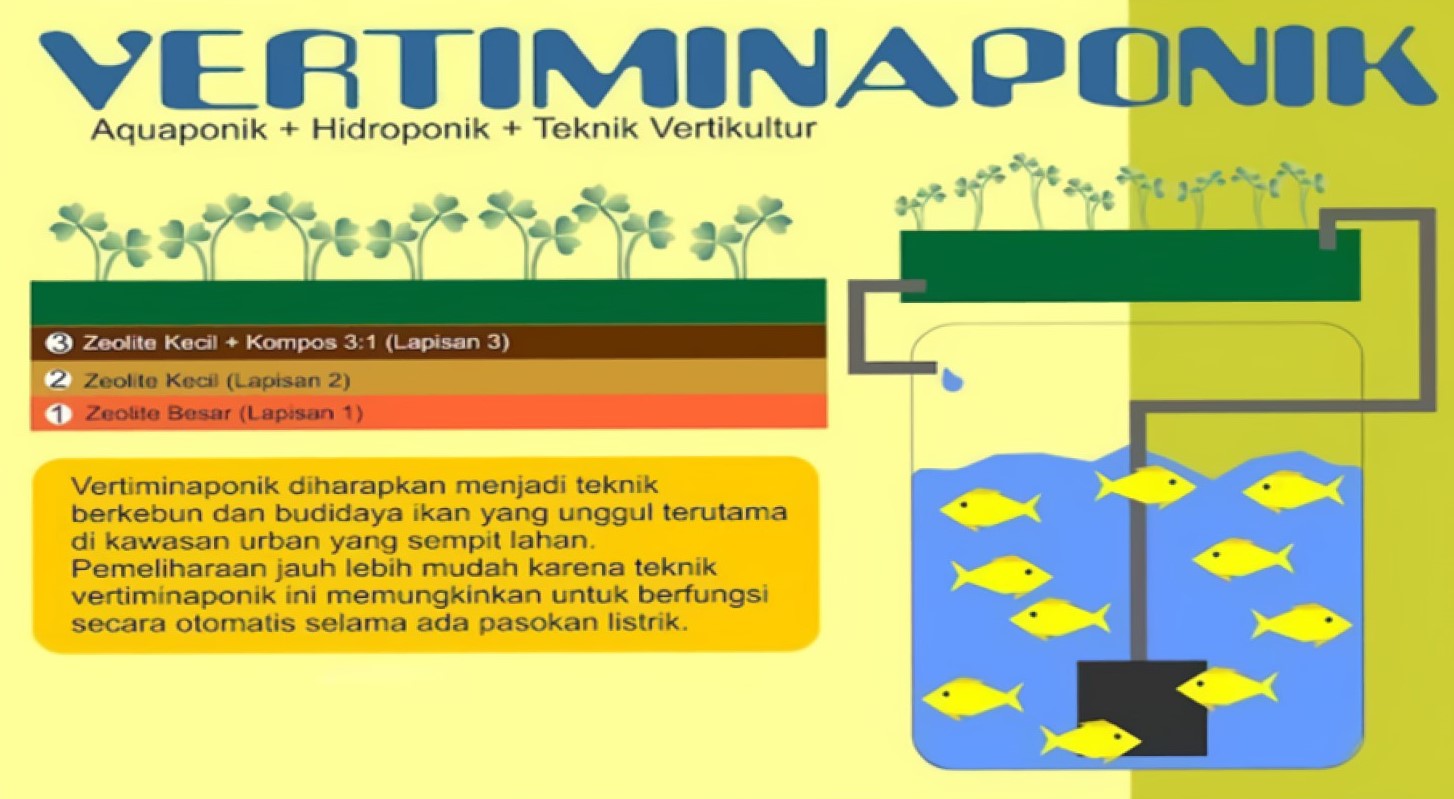 VERTIMINAPONIK
Aquaponik + Hidroponik + Teknik Vertikultur
3 Zeolite Kecil + Kompos 3:1 (Lapisan 3)
2 Zeolite Kecil (Lapisan 2)
1 Zeolite Besar (Lapisan 1)
Vertiminaponik diharapkan menjadi teknik
berkebun dan budidaya ikan yang unggul terutama
di kawasan urban yang sempit lahan.
Pemeliharaan jauh lebih mudah karena teknik
vertiminaponik ini memungkinkan untuk berfungsi
secara otomatis selama ada pasokan listrik.